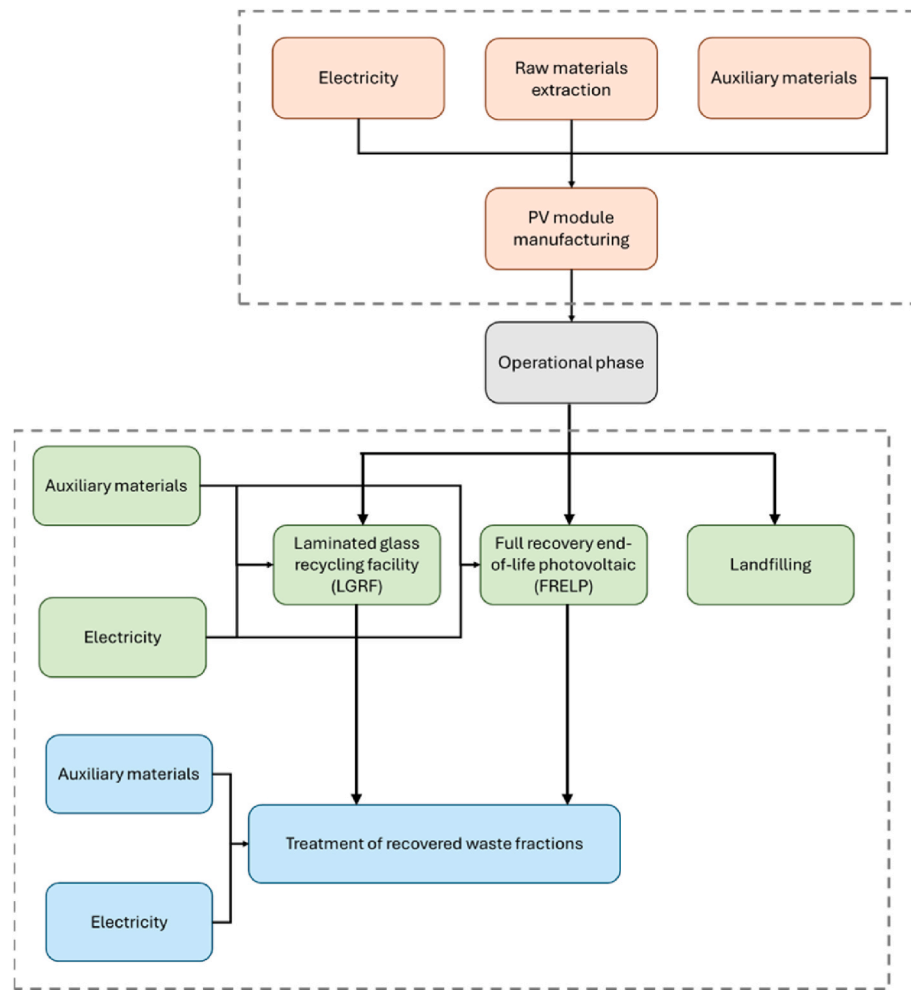 Electricity
Raw materials
extraction
Auxiliary materials
PV module
manufacturing
Operational phase
Auxiliary materials
Laminated glass
recycling facility
(LGRF)
Full recovery end-
of-life photovoltaic
(FRELP)
Landfilling
Electricity
Auxiliary materials
Treatment of recovered waste fractions
Electricity